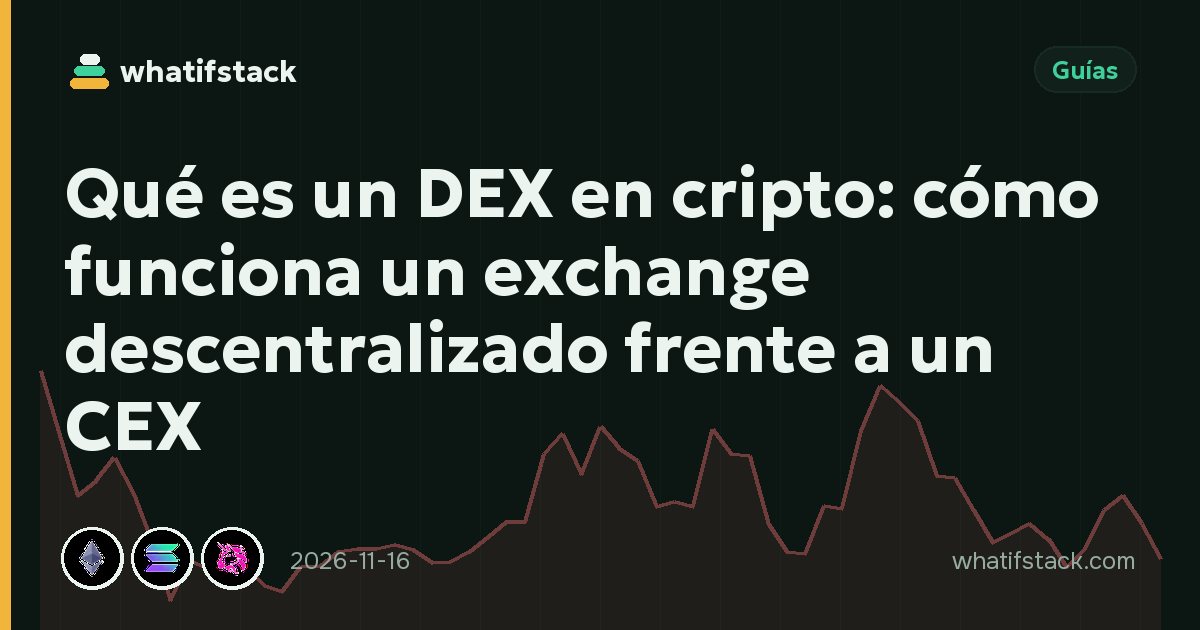 whatifstack
Guías
Qué es un DEX en cripto: cómo
funciona un exchange
descentralizado frente a un
CEX
2026-11-16
whatifstack.com